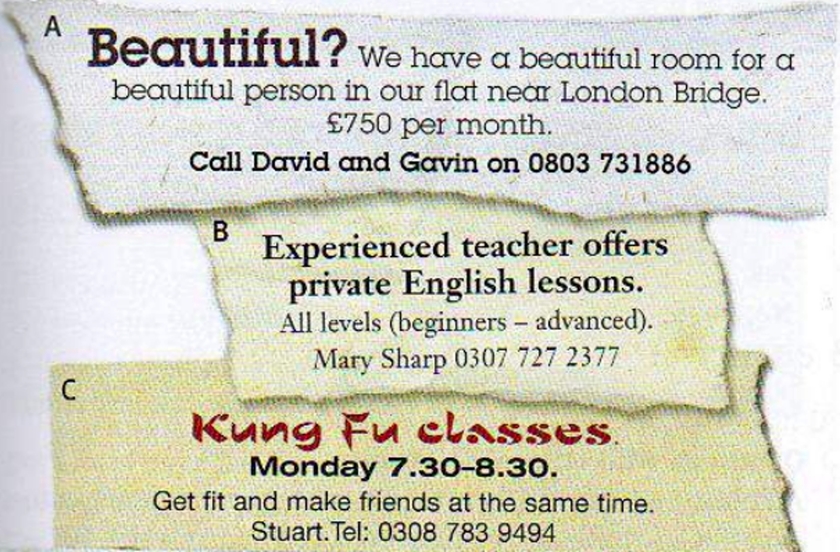 A
Beautiful? We have a beautiful room for a
beautiful person in our flat near London Bridge.
£750 per month.
Call David and Gavin on 0803 731886
B
Experienced teacher offers
private English lessons.
All levels (beginners – advanced).
Mary Sharp 0307 727 2377
C
Kung Fu classes.
Monday 7.30–8.30.
Get fit and make friends at the same time.
Stuart.Tel: 0308 783 9494